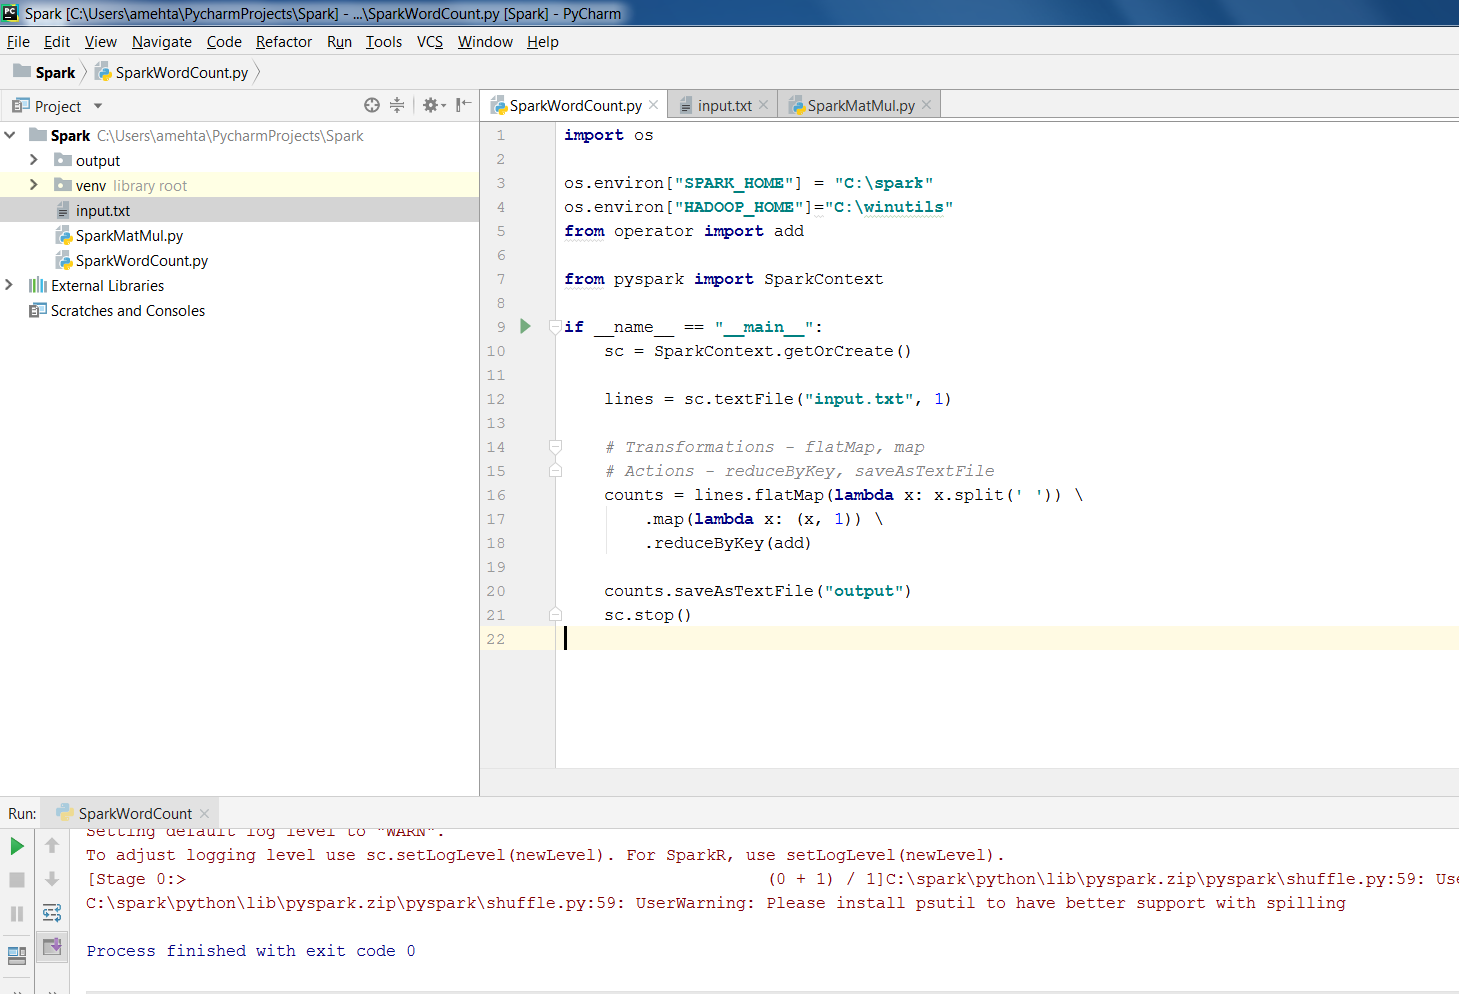 Spark [C:\Users\amehta\PycharmProjects\Spark] - ...\SparkWordCount.py [Spark] - PyCharm
File Edit View Navigate Code Refactor Run Tools VCS Window Help
Spark SparkWordCount.py
Project
Spark C:\Users\amehta\PycharmProjects\Spark
output
venv library root
input.txt
SparkMatMul.py
SparkWordCount.py
External Libraries
Scratches and Consoles
SparkWordCount.py input.txt SparkMatMul.py
1 import os
2
3 os.environ["SPARK_HOME"] = "C:\spark"
4 os.environ["HADOOP_HOME"]="C:\winutils"
5 from operator import add
6
7 from pyspark import SparkContext
8
9 if __name__ == "__main__":
10     sc = SparkContext.getOrCreate()
11
12     lines = sc.textFile("input.txt", 1)
13
14     # Transformations - flatMap, map
15     # Actions - reduceByKey, saveAsTextFile
16     counts = lines.flatMap(lambda x: x.split(' ')) \
17         .map(lambda x: (x, 1)) \
18         .reduceByKey(add)
19
20     counts.saveAsTextFile("output")
21     sc.stop()
22
Run: SparkWordCount
Setting default log level to "WARN".
To adjust logging level use sc.setLogLevel(newLevel). For SparkR, use setLogLevel(newLevel).
[Stage 0:> (0 + 1) / 1]C:\spark\python\lib\pyspark.zip\pyspark\shuffle.py:59: Use
C:\spark\python\lib\pyspark.zip\pyspark\shuffle.py:59: UserWarning: Please install psutil to have better support with spilling
Process finished with exit code 0